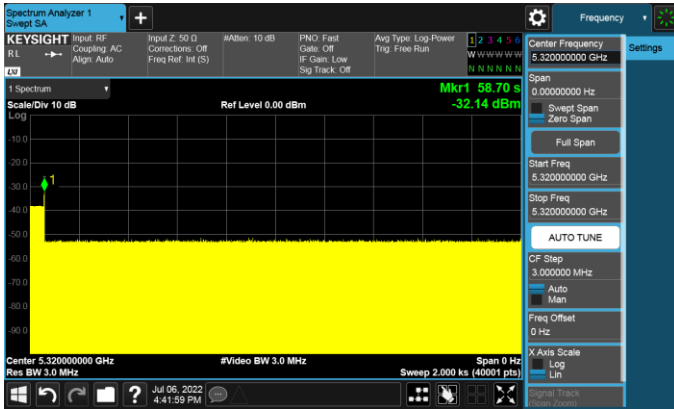 Spectrum Analyzer 1
Swept SA
Frequency
KEYSIGHT
RL
LXI
Input: RF
Coupling: AC
Align: Auto
Input Z: 50 Ω
Corrections: Off
Freq Ref: Int (S)
#Atten: 10 dB
PNO: Fast
Gate: Off
IF Gain: Low
Sig Track: Off
Avg Type: Log-Power
Trig: Free Run
1 2 3 4 5 6
W W W W W W
N N N N N N
1 Spectrum
Scale/Div 10 dB
Ref Level 0.00 dBm
Mkr1 58.70 s
-32.14 dBm
Log
-10.0
-20.0
-30.0
-40.0
-50.0
-60.0
-70.0
-80.0
-90.0
1
Center 5.320000000 GHz
Res BW 3.0 MHz
#Video BW 3.0 MHz
Span 0 Hz
Sweep 2.000 ks (40001 pts)
Jul 06, 2022
4:41:59 PM
Center Frequency
5.320000000 GHz
Span
0.00000000 Hz
Swept Span
Zero Span
Full Span
Start Freq
5.320000000 GHz
Stop Freq
5.320000000 GHz
AUTO TUNE
CF Step
3.000000 MHz
Auto
Man
Freq Offset
0 Hz
X Axis Scale
Log
Lin
Signal Track
(Span Zoom)
Settings